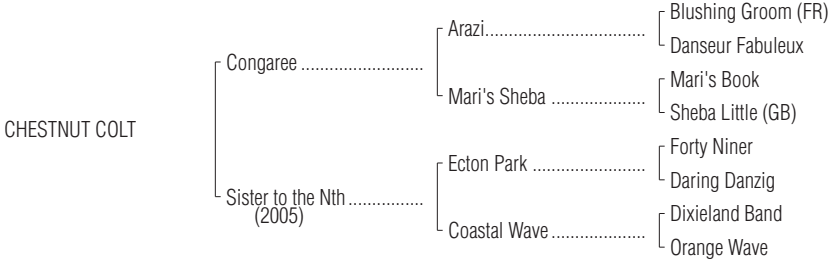 Blushing Groom (FR)
Arazi..................................
Danseur Fabuleux
Congaree ..........................
Mari's Book
Mari's Sheba ....................
Sheba Little (GB)
CHESTNUT COLT
Forty Niner
Ecton Park ........................
Daring Danzig
Sister to the Nth................
(2005)
Dixieland Band
Coastal Wave....................
Orange Wave